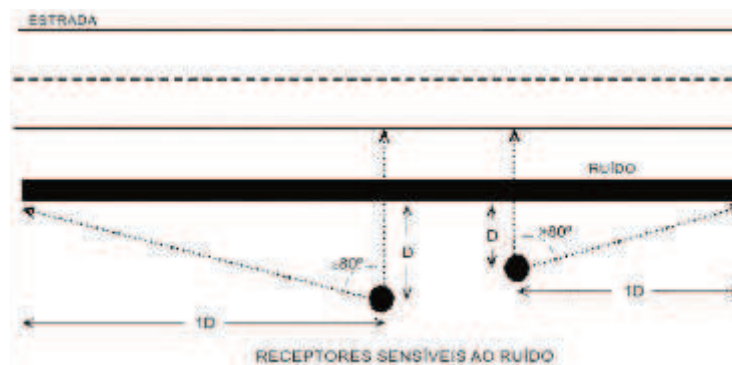 ESTRADA
RUÍDO
D
D
≥80º
≥80º
1D
1D
RECEPTORES SENSÍVEIS AO RUÍDO